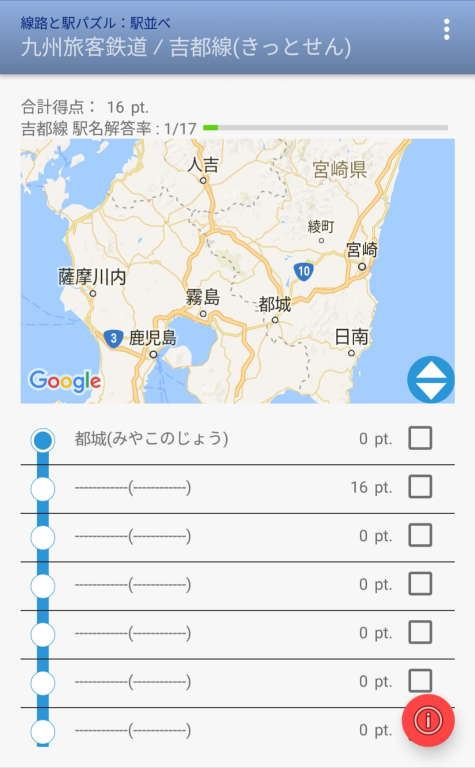 線路と駅パズル：駅並べ
九州旅客鉄道 / 吉都線(きっとせん)
合計得点： 16 pt.
吉都線 駅名解答率 : 1/17
人吉
宮崎県
綾町
宮崎
10
薩摩川内
霧島
都城
3
鹿児島
日南
Google
都城(みやこのじょう) 0 pt.
-----------(-----------) 16 pt.
-----------(-----------) 0 pt.
-----------(-----------) 0 pt.
-----------(-----------) 0 pt.
-----------(-----------) 0 pt.
-----------(-----------) 0 pt.